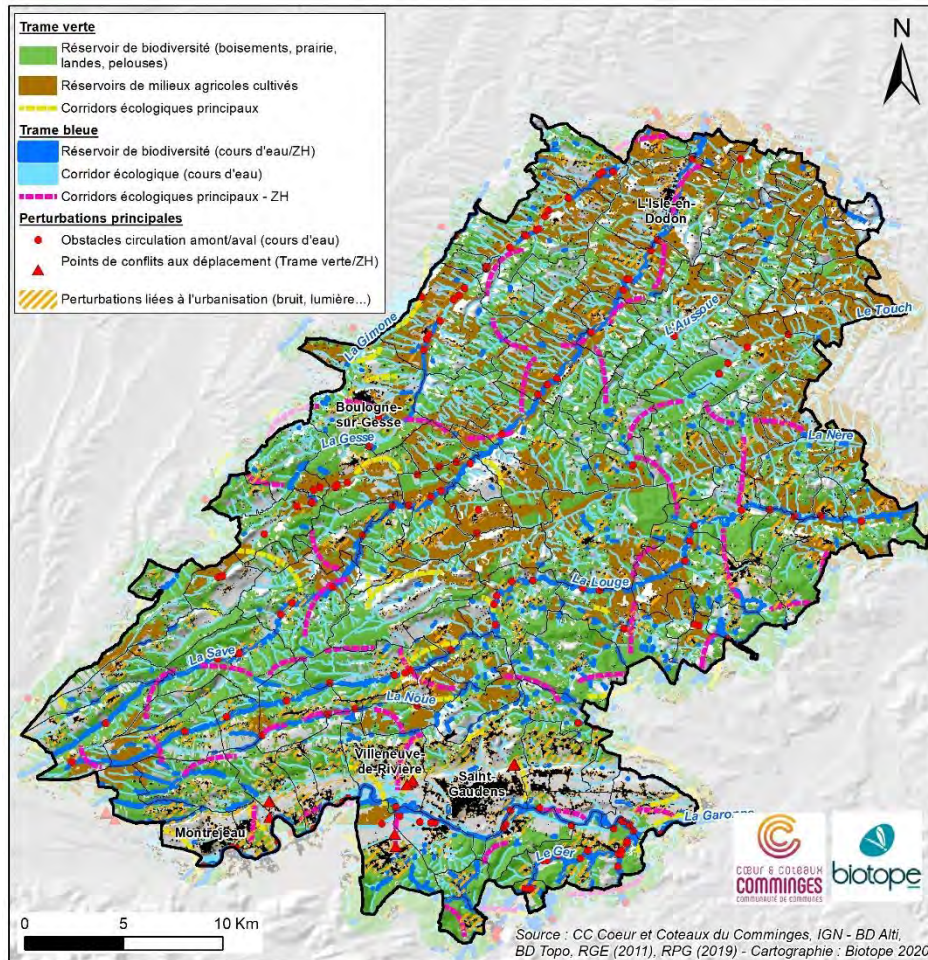 Trame verte
Réservoir de biodiversité (boisements, prairie,
landes, pelouses)
Réservoirs de milieux agricoles cultivés
Corridors écologiques principaux
Trame bleue
Réservoir de biodiversité (cours d'eau/ZH)
Corridor écologique (cours d'eau)
Corridors écologiques principaux - ZH
Perturbations principales
Obstacles circulation amont/aval (cours d'eau)
Points de conflits aux déplacement (Trame verte/ZH)
Perturbations liées à l'urbanisation (bruit, lumière...)
N
L'Isle-en-
Dodon
La Gimone
L'Aussoue
Le Touch
Boulogne-
sur-Gesse
La Gesse
La Nère
La Louge
La Save
La Noue
Villeneuve-
de-Rivière
Saint
Gaudens
Montrejeau
La Garonne
Le Ger
cœur & coteaux
COMMINGES
COMMUNAUTÉ DE COMMUNES
biotope
0 5 10 Km
Source : CC Coeur et Coteaux du Comminges, IGN - BD Alti,
BD Topo, RGE (2011), RPG (2019) - Cartographie : Biotope 2020